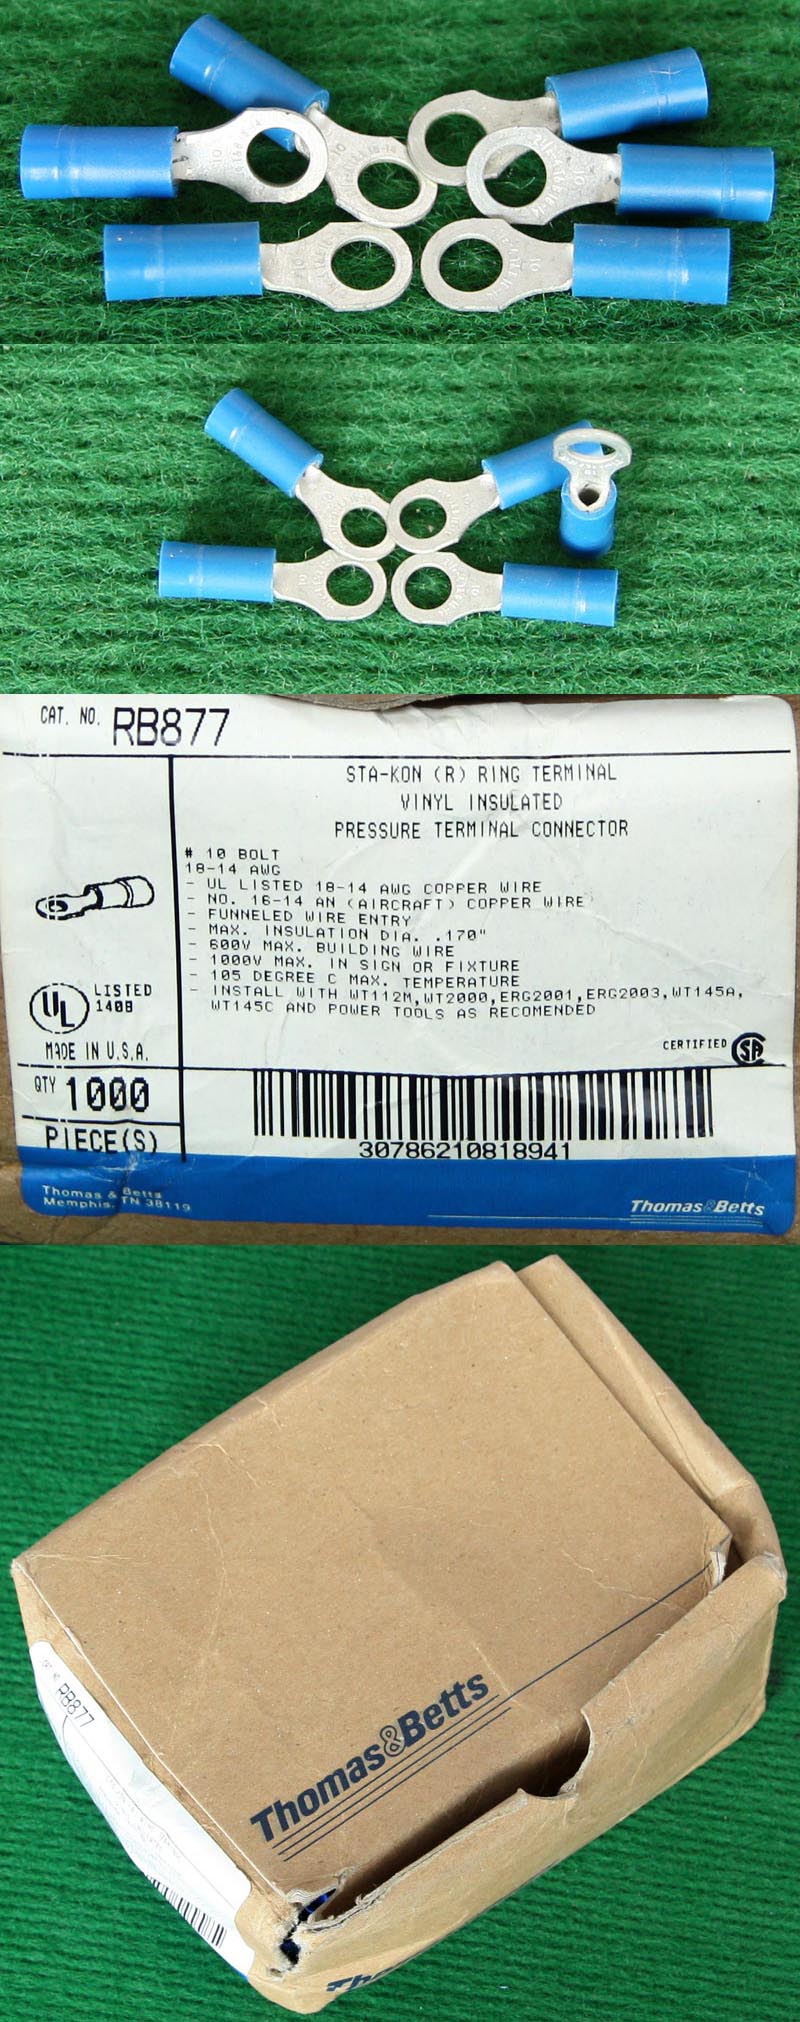 CAT. NO. RB877
STA-KON (R) RING TERMINAL
VINYL INSULATED
PRESSURE TERMINAL CONNECTOR
# 10 BOLT
18-14 AWG
- UL LISTED 18-14 AWG COPPER WIRE
- NO. 16-14 AN (AIRCRAFT) COPPER WIRE
- FUNNELED WIRE ENTRY
- MAX. INSULATION DIA. .170"
- 600V MAX. BUILDING WIRE
- 1000V MAX. IN SIGN OR FIXTURE
- 105 DEGREE C MAX. TEMPERATURE
- INSTALL WITH WT112M,WT2000,ERG2001,ERG2003,WT145A,
WT145C AND POWER TOOLS AS RECOMENDED
UL LISTED
140B
MADE IN U.S.A.
CERTIFIED SA
QTY 1000
PIECE(S)
30786210818941
Thomas & Betts
Memphis, TN 38119
Thomas&Betts
RB877
Thomas&Betts